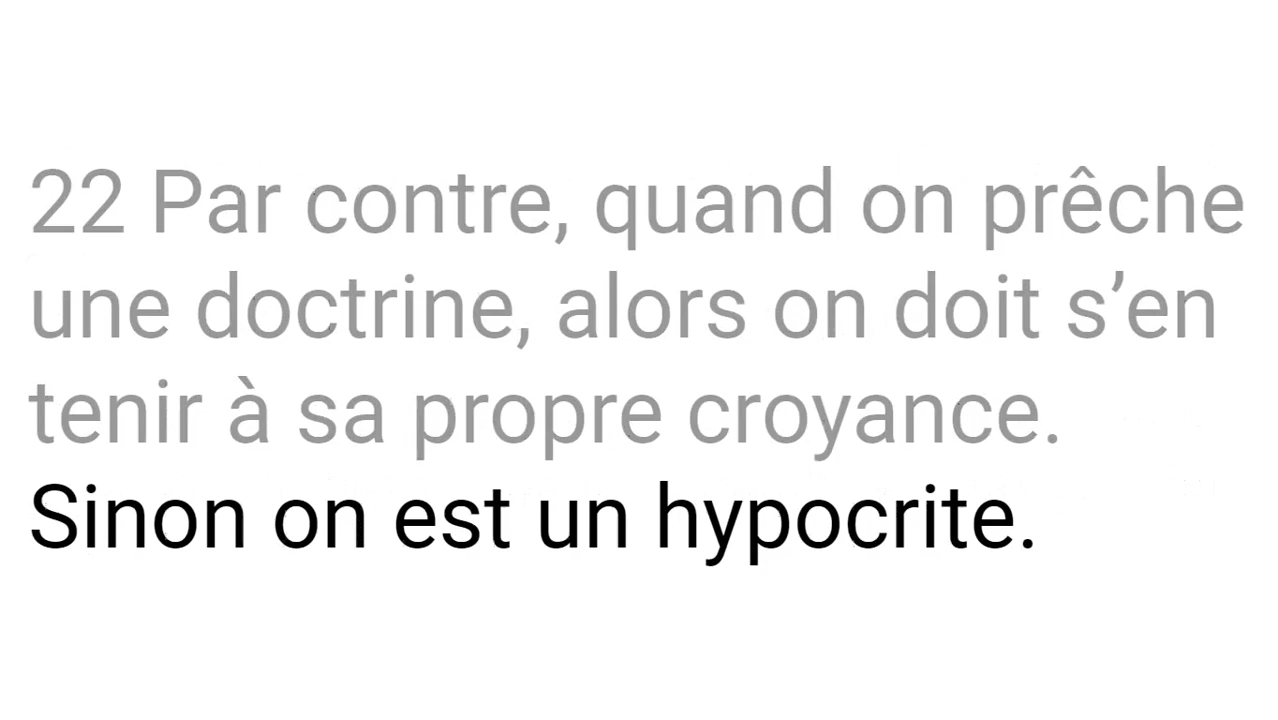 22 Par contre, quand on prêche
une doctrine, alors on doit s’en
tenir à sa propre croyance.
Sinon on est un hypocrite.